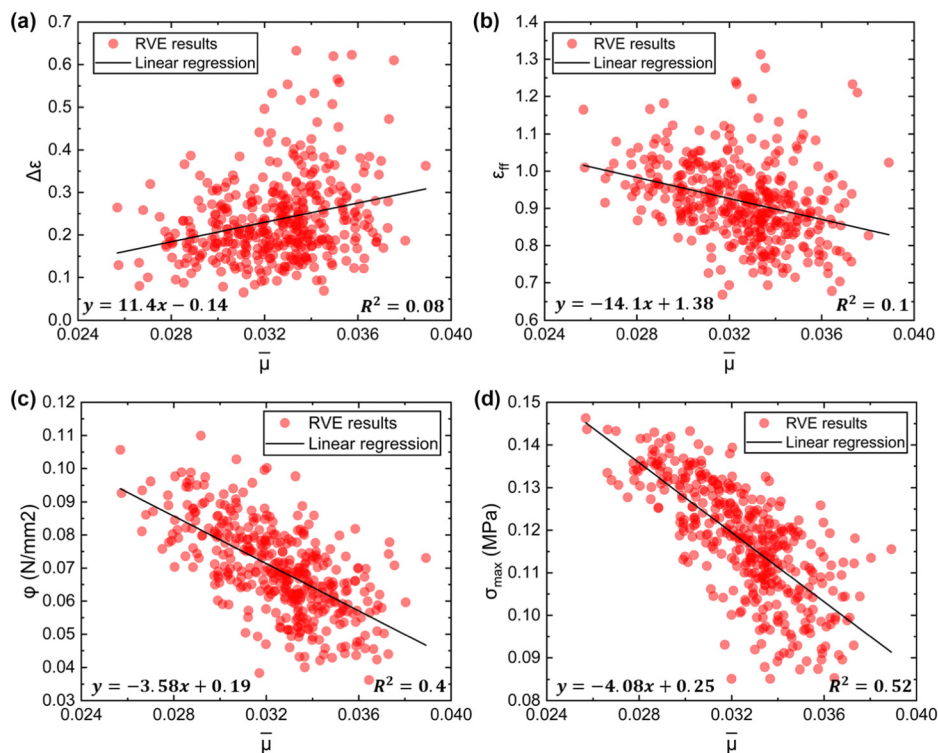 (a)
0.7
0.6
0.5
0.4
0.3
0.2
0.1
0.0
Δε
RVE results
Linear regression
y = 11.4x − 0.14
R² = 0.08
0.024
0.028
0.032
0.036
0.040
μ̅
(b)
1.4
1.3
1.2
1.1
1.0
0.9
0.8
0.7
0.6
ε_ff
RVE results
Linear regression
y = −14.1x + 1.38
R² = 0.1
0.024
0.028
0.032
0.036
0.040
μ̅
(c)
0.12
0.11
0.10
0.09
0.08
0.07
0.06
0.05
0.04
0.03
φ (N/mm2)
RVE results
Linear regression
y = −3.58x + 0.19
R² = 0.4
0.024
0.028
0.032
0.036
0.040
μ̅
(d)
0.15
0.14
0.13
0.12
0.11
0.10
0.09
0.08
σ_max (MPa)
RVE results
Linear regression
y = −4.08x + 0.25
R² = 0.52
0.024
0.028
0.032
0.036
0.040
μ̅